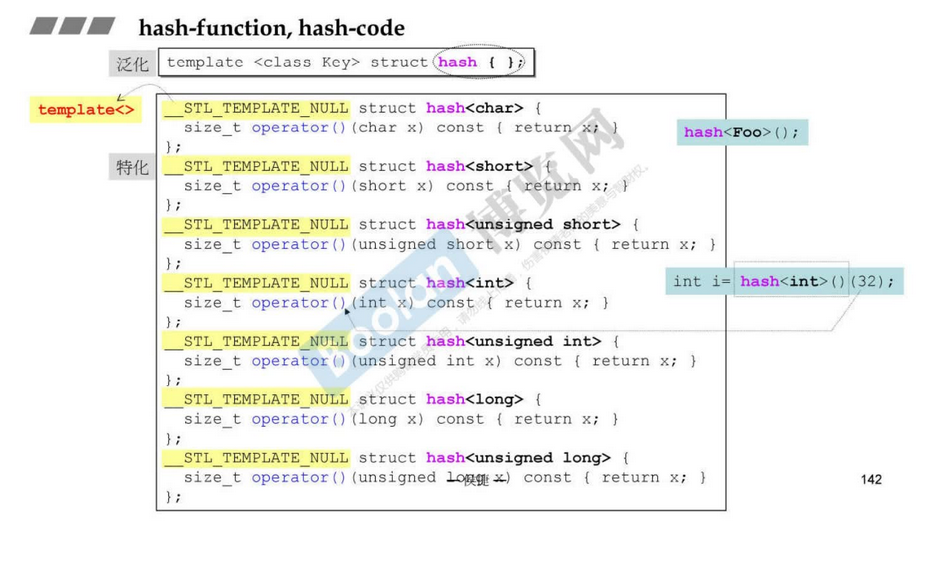 hash-function, hash-code
泛化
template <class Key> struct hash { };
template<>
__STL_TEMPLATE_NULL struct hash<char> {
size_t operator()(char x) const { return x; }
};
hash<Foo>();
特化
__STL_TEMPLATE_NULL struct hash<short> {
size_t operator()(short x) const { return x; }
};
__STL_TEMPLATE_NULL struct hash<unsigned short> {
size_t operator()(unsigned short x) const { return x; }
};
__STL_TEMPLATE_NULL struct hash<int> {
size_t operator()(int x) const { return x; }
};
int i= hash<int>()(32);
__STL_TEMPLATE_NULL struct hash<unsigned int> {
size_t operator()(unsigned int x) const { return x; }
};
__STL_TEMPLATE_NULL struct hash<long> {
size_t operator()(long x) const { return x; }
};
__STL_TEMPLATE_NULL struct hash<unsigned long> {
size_t operator()(unsigned long x) const { return x; }
};
— 侯捷 —
142
Boolan 博览网